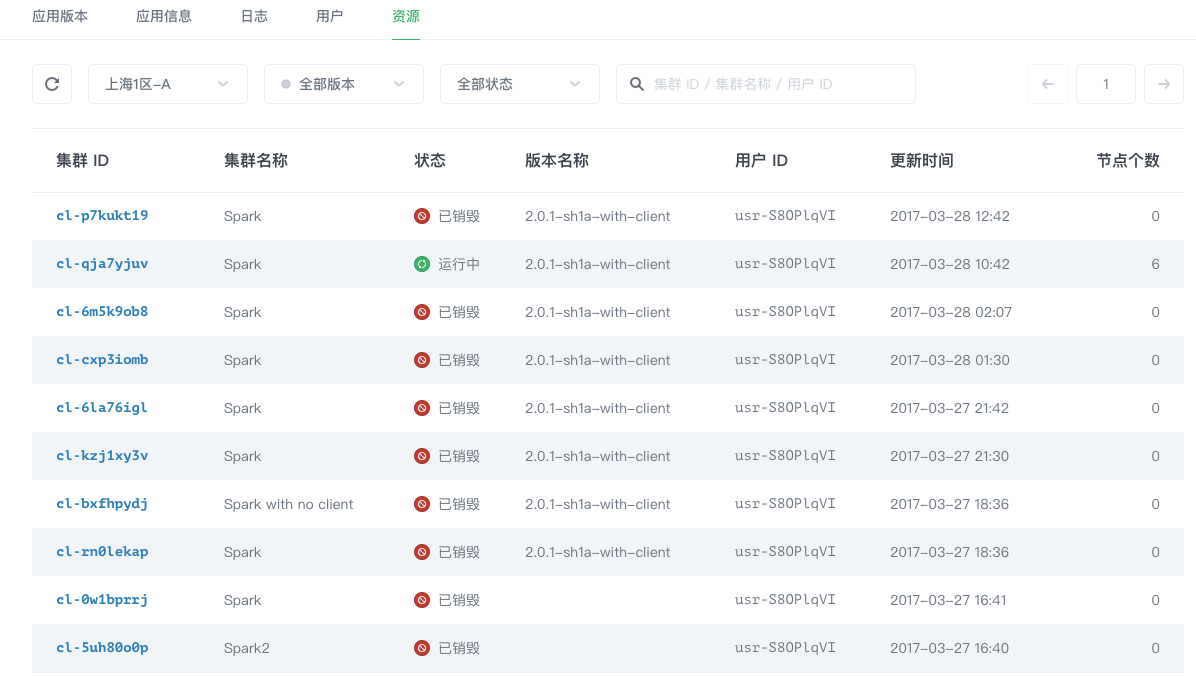 应用版本 应用信息 日志 用户 资源
上海1区-A 全部版本 全部状态 集群 ID / 集群名称 / 用户 ID 1
集群 ID 集群名称 状态 版本名称 用户 ID 更新时间 节点个数
cl-p7kukt19 Spark 已销毁 2.0.1-sh1a-with-client usr-S8OPlqVI 2017-03-28 12:42 0
cl-qja7yjuv Spark 运行中 2.0.1-sh1a-with-client usr-S8OPlqVI 2017-03-28 10:42 6
cl-6m5k9ob8 Spark 已销毁 2.0.1-sh1a-with-client usr-S8OPlqVI 2017-03-28 02:07 0
cl-cxp3iomb Spark 已销毁 2.0.1-sh1a-with-client usr-S8OPlqVI 2017-03-28 01:30 0
cl-6la76igl Spark 已销毁 2.0.1-sh1a-with-client usr-S8OPlqVI 2017-03-27 21:42 0
cl-kzj1xy3v Spark 已销毁 2.0.1-sh1a-with-client usr-S8OPlqVI 2017-03-27 21:30 0
cl-bxfhpydj Spark with no client 已销毁 2.0.1-sh1a-with-client usr-S8OPlqVI 2017-03-27 18:36 0
cl-rn0lekap Spark 已销毁 2.0.1-sh1a-with-client usr-S8OPlqVI 2017-03-27 18:36 0
cl-0w1bprrj Spark 已销毁 usr-S8OPlqVI 2017-03-27 16:41 0
cl-5uh80o0p Spark2 已销毁 usr-S8OPlqVI 2017-03-27 16:40 0